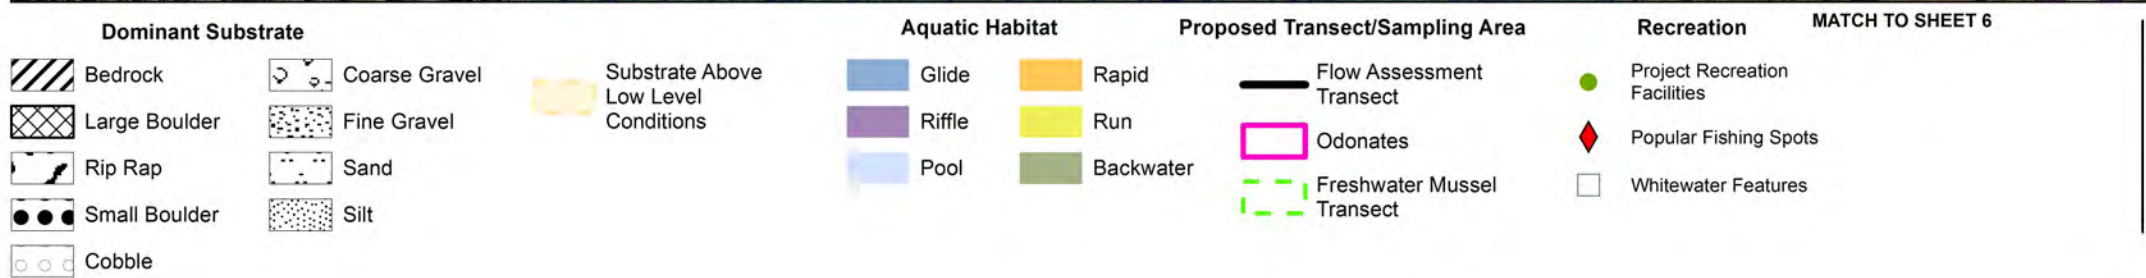 Dominant Substrate
Bedrock
Large Boulder
Rip Rap
Small Boulder
Cobble
Coarse Gravel
Fine Gravel
Sand
Silt
Substrate Above
Low Level
Conditions
Aquatic Habitat
Glide
Riffle
Pool
Rapid
Run
Backwater
Proposed Transect/Sampling Area
Flow Assessment
Transect
Odonates
Freshwater Mussel
Transect
Recreation
Project Recreation
Facilities
Popular Fishing Spots
Whitewater Features
MATCH TO SHEET 6